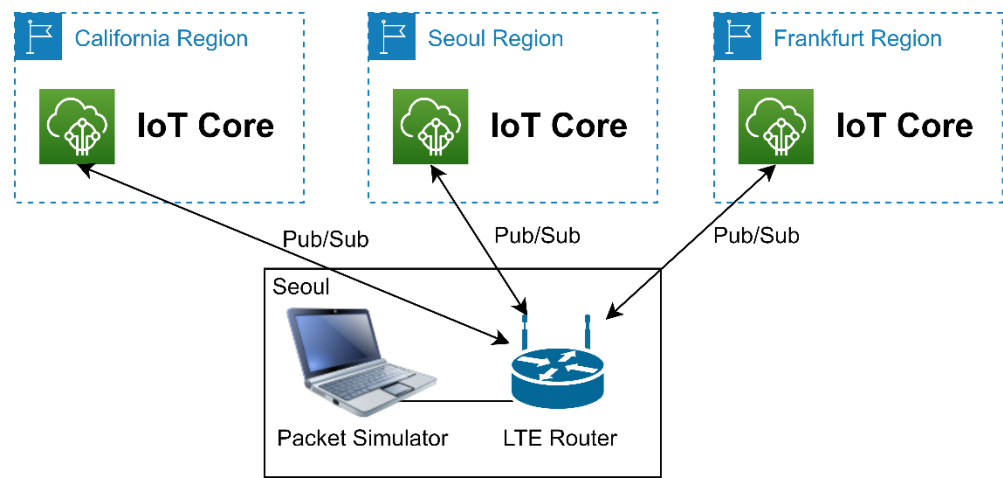 California Region
Seoul Region
Frankfurt Region
IoT Core
IoT Core
IoT Core
Pub/Sub
Pub/Sub
Pub/Sub
Seoul
Packet Simulator
LTE Router